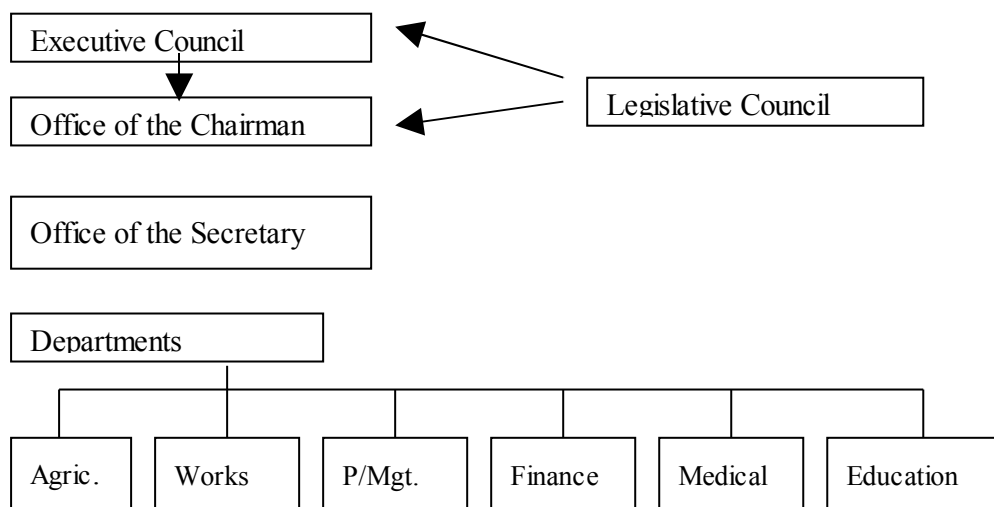 Executive Council
Legislative Council
Office of the Chairman
Office of the Secretary
Departments
Agric.
Works
P/Mgt.
Finance
Medical
Education